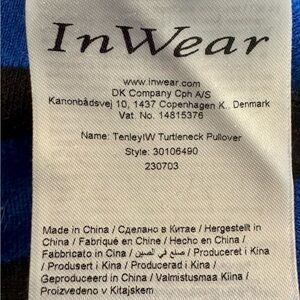 InWear
www.inwear.com
DK Company Cph A/S
Kanonbådsvej 10, 1437 Copenhagen K., Denmark
Vat. No. 14815376
Name: TenleyIW Turtleneck Pullover
Style: 30106490
230703
Made in China / Сделано в Китае / Hergestellt in
China / Fabriqué en Chine / Hecho en China /
Fabbricato in Cina / صنع في الصين / Produceret i Kina
/ Produsert i Kina / Producerad i Kina /
Geproduceerd in China / Valmistusmaa Kiina /
Proizvedeno v Kitajskem